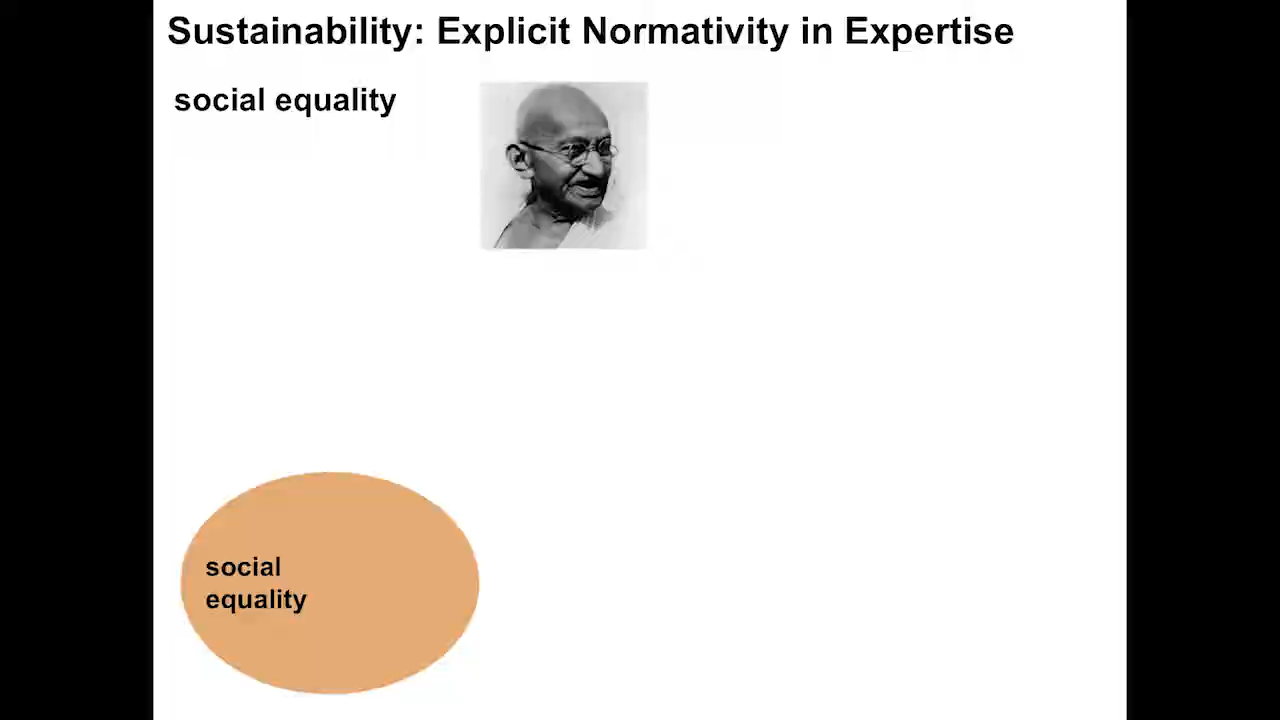 Sustainability: Explicit Normativity in Expertise
social equality
social
equality